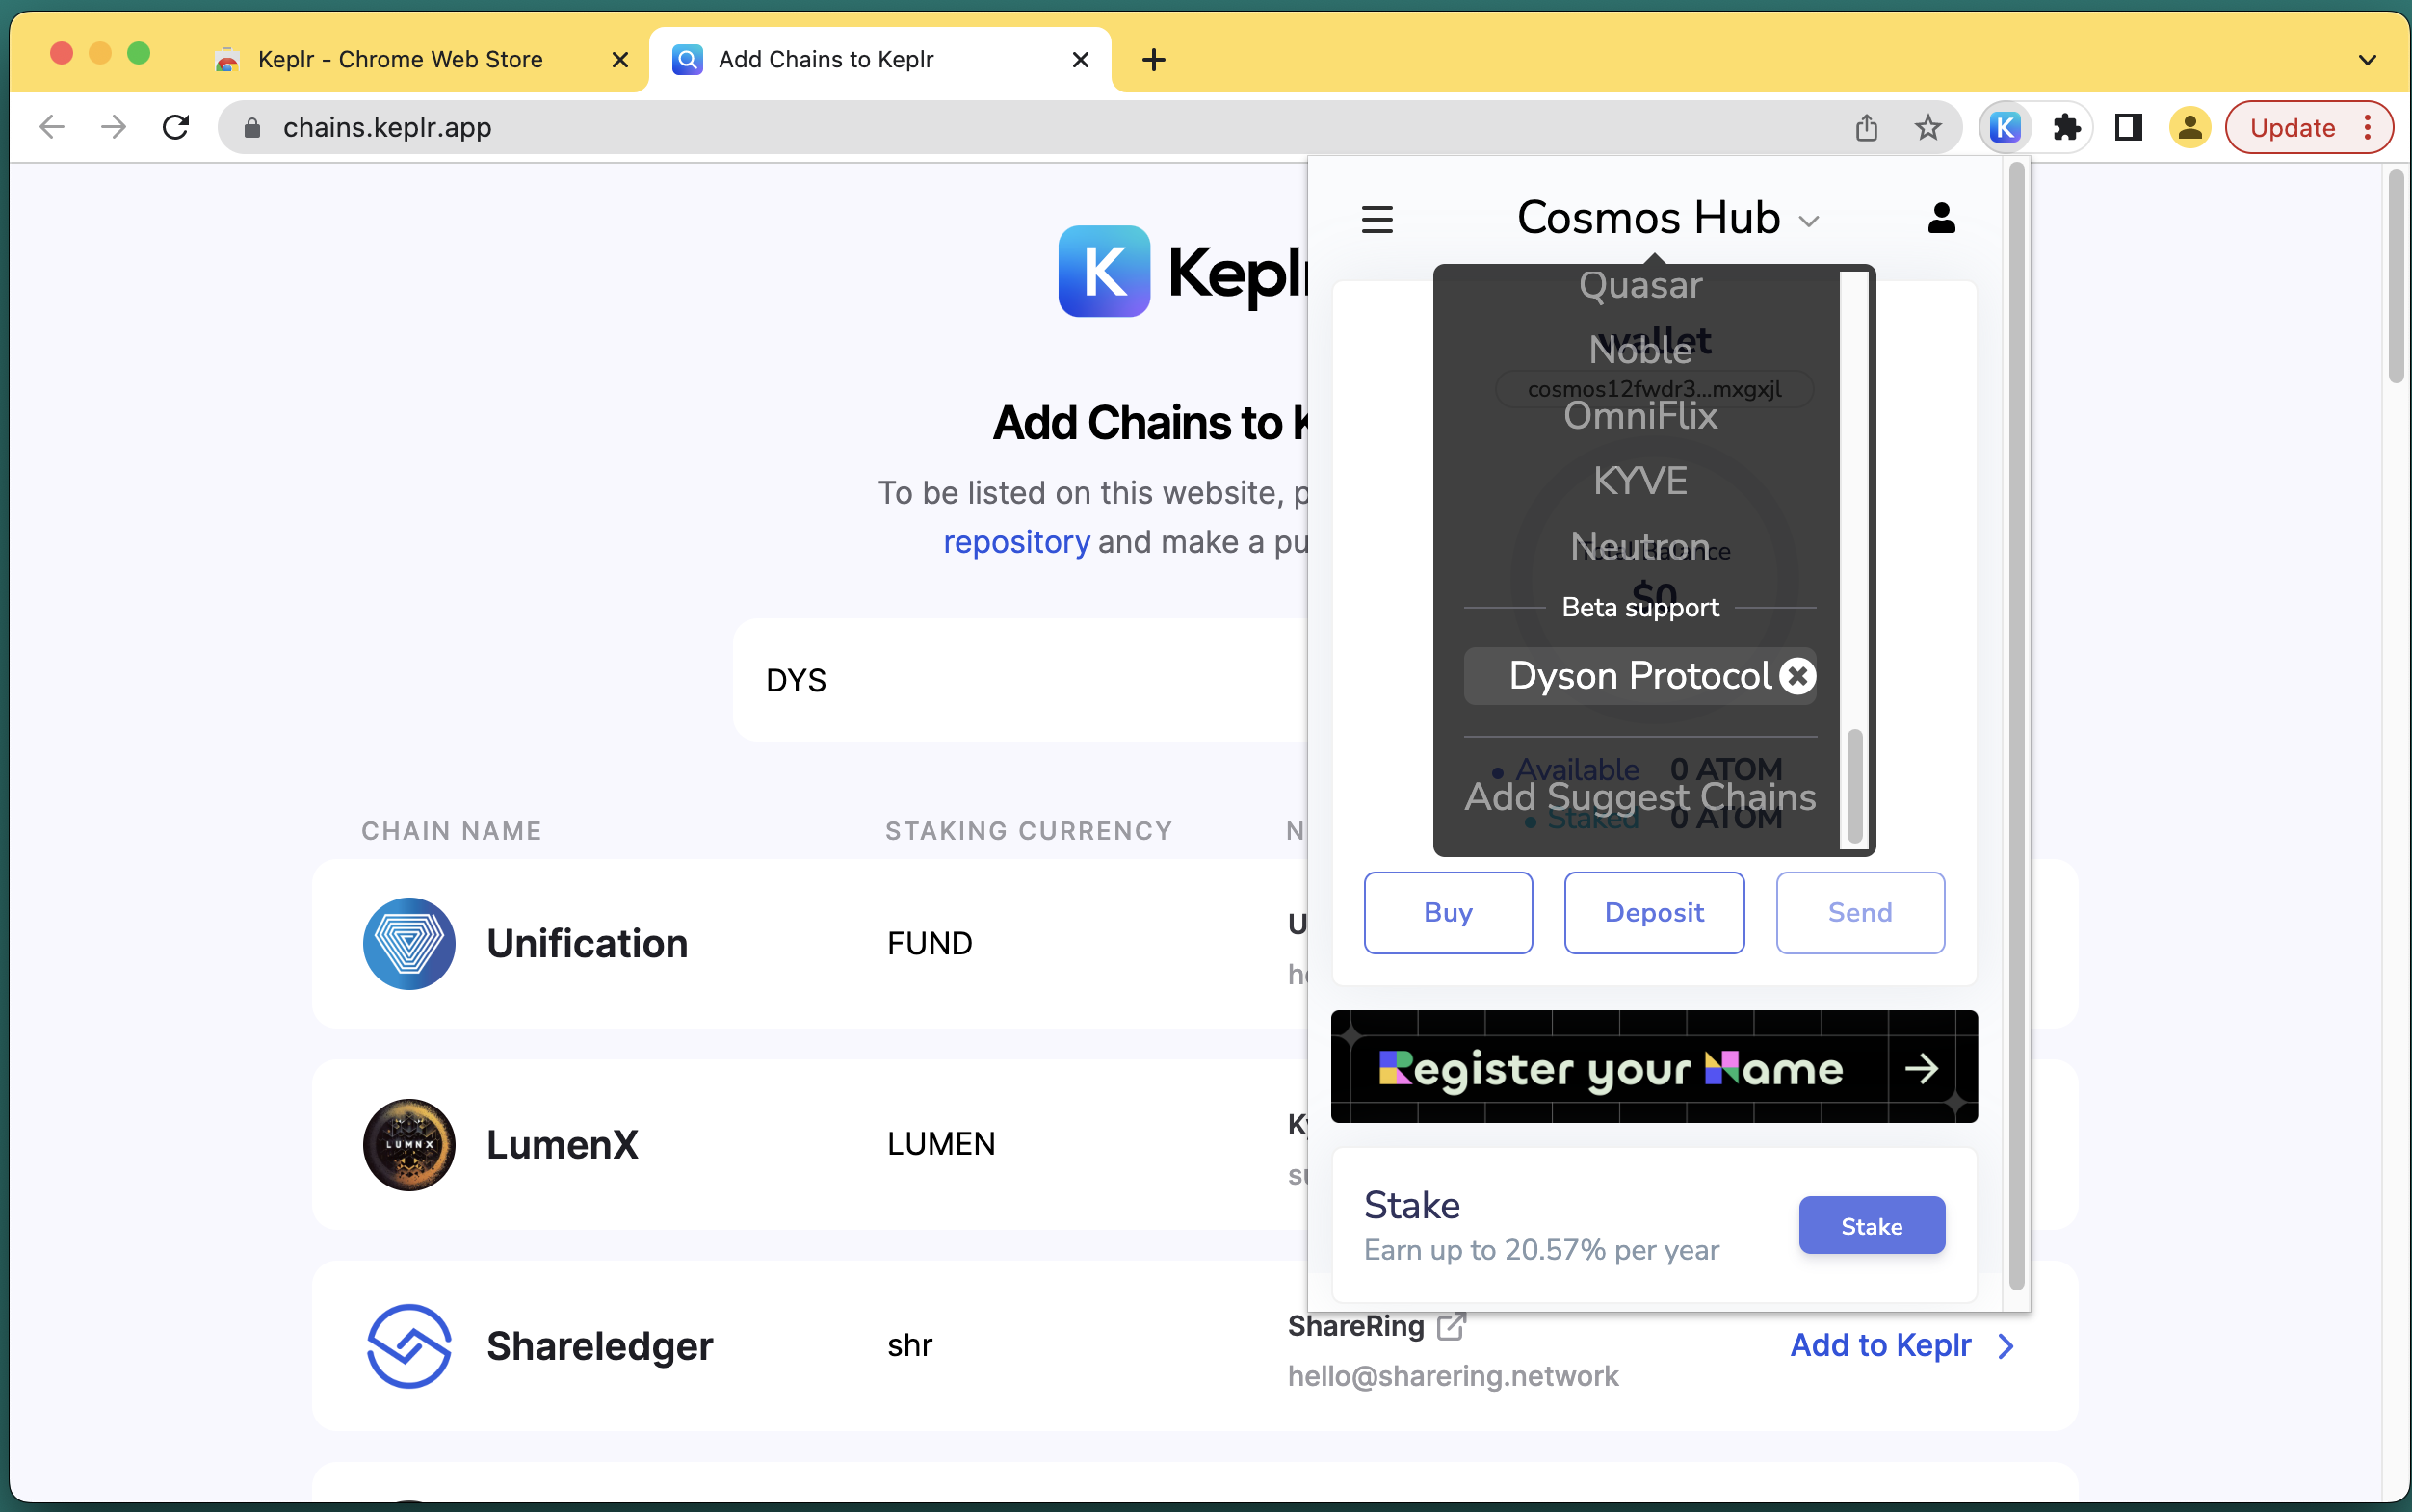 Keplr - Chrome Web Store
Add Chains to Keplr
chains.keplr.app
Update
K
Keplr
Add Chains to K
To be listed on this website, p
repository and make a pu
DYS
CHAIN NAME
STAKING CURRENCY
N
Unification
FUND
U
he
LumenX
LUMNX
LUMEN
Ky
su
Shareledger
shr
ShareRing
hello@sharering.network
Add to Keplr
Cosmos Hub
Quasar
wallet
Noble
cosmos12fwdr3...mxgxjl
OmniFlix
KYVE
Neutron
Total Balance
$0
Beta support
Dyson Protocol
Available 0 ATOM
Add Suggest Chains
Staked 0 ATOM
Buy
Deposit
Send
Register your Name
Stake
Earn up to 20.57% per year
Stake